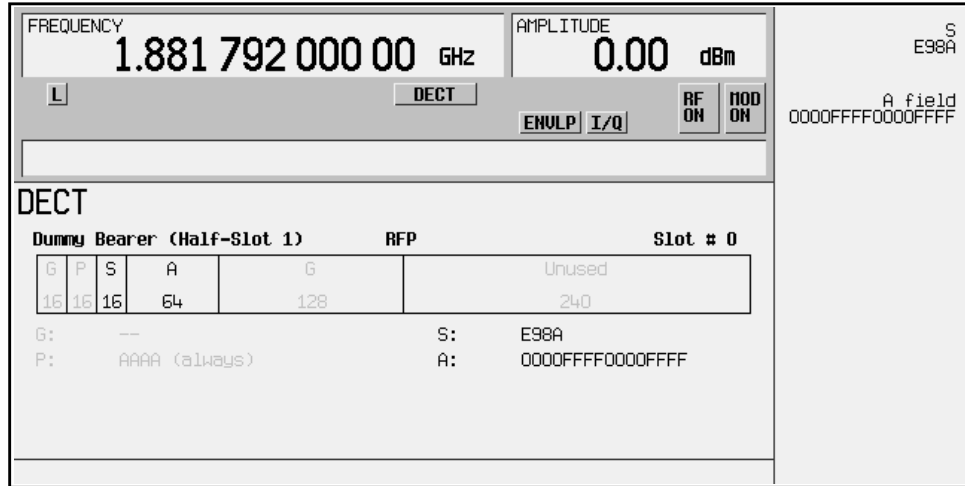 FREQUENCY
1.881 792 000 00 GHz
AMPLITUDE
0.00 dBm
L
DECT
ENVLP I/Q
RF ON
MOD ON
S
E98A
A field
0000FFFF0000FFFF
DECT
Dummy Bearer (Half-Slot 1) RFP Slot # 0
G P S A G Unused
16 16 16 64 128 240
G: -- S: E98A
P: AAAA (always) A: 0000FFFF0000FFFF